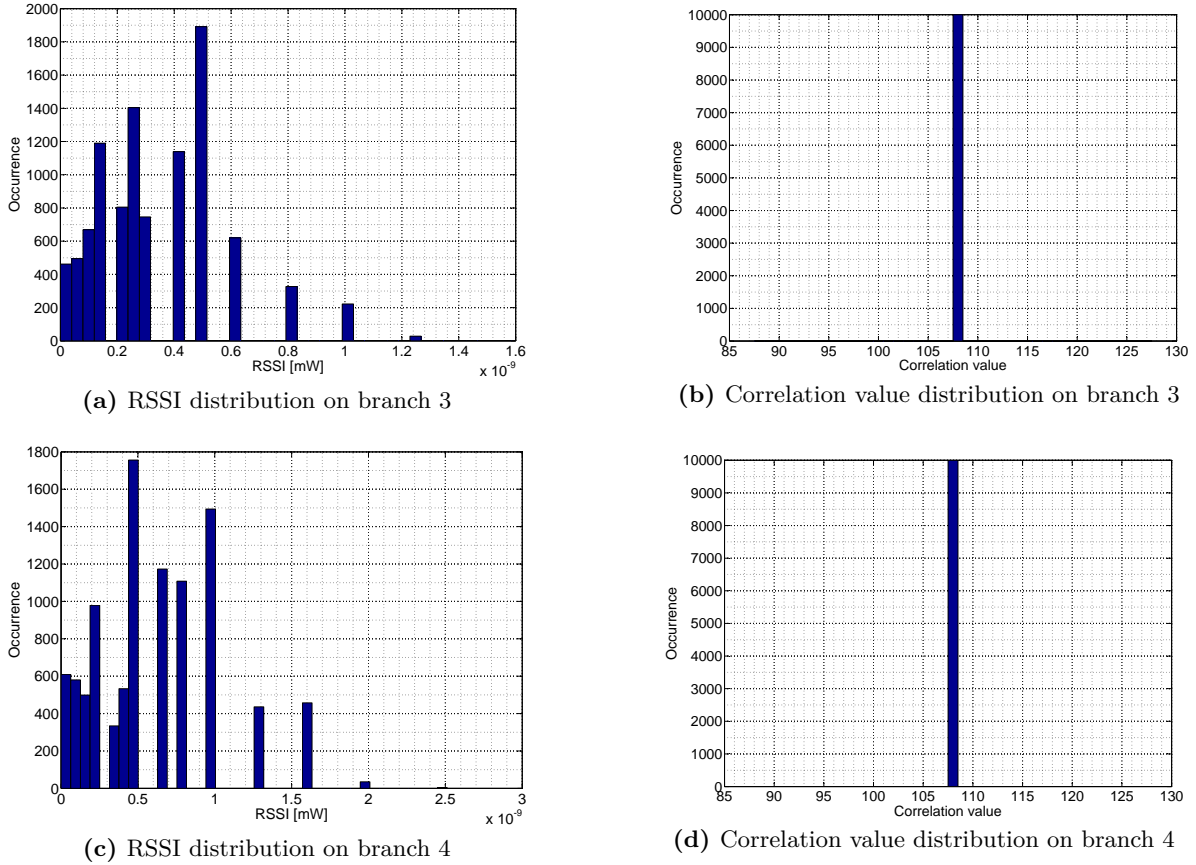 2000
1800
1600
1400
1200
1000
800
600
400
200
0
Occurrence
0 0.2 0.4 0.6 0.8 1 1.2 1.4 1.6
RSSI [mW]
x 10-9
(a) RSSI distribution on branch 3
10000
9000
8000
7000
6000
5000
4000
3000
2000
1000
0
Occurrence
85 90 95 100 105 110 115 120 125 130
Correlation value
(b) Correlation value distribution on branch 3
1800
1600
1400
1200
1000
800
600
400
200
0
Occurrence
0 0.5 1 1.5 2 2.5 3
RSSI [mW]
x 10-9
(c) RSSI distribution on branch 4
10000
9000
8000
7000
6000
5000
4000
3000
2000
1000
0
Occurrence
85 90 95 100 105 110 115 120 125 130
Correlation value
(d) Correlation value distribution on branch 4